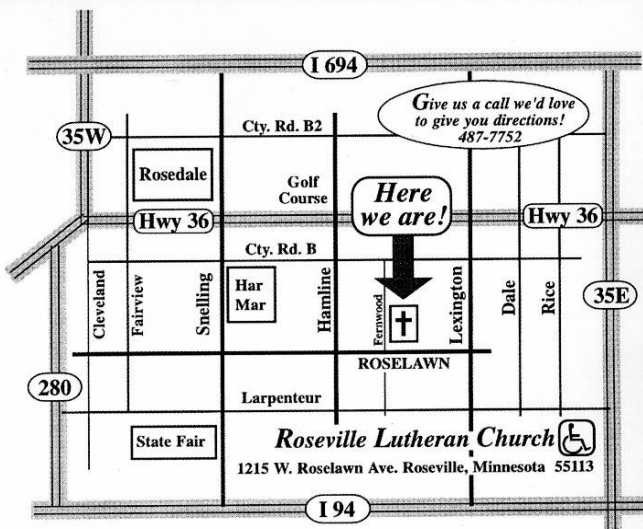 I 694
Give us a call we'd love
to give you directions!
487-7752
35W
Cty. Rd. B2
Rosedale
Golf
Course
Here
we are!
Hwy 36
Hwy 36
Cty. Rd. B
Cleveland
Fairview
Snelling
Har
Mar
Hamline
Fernwood
Lexington
Dale
Rice
35E
ROSELAWN
280
Larpenteur
State Fair
Roseville Lutheran Church
1215 W. Roselawn Ave. Roseville, Minnesota 55113
I 94